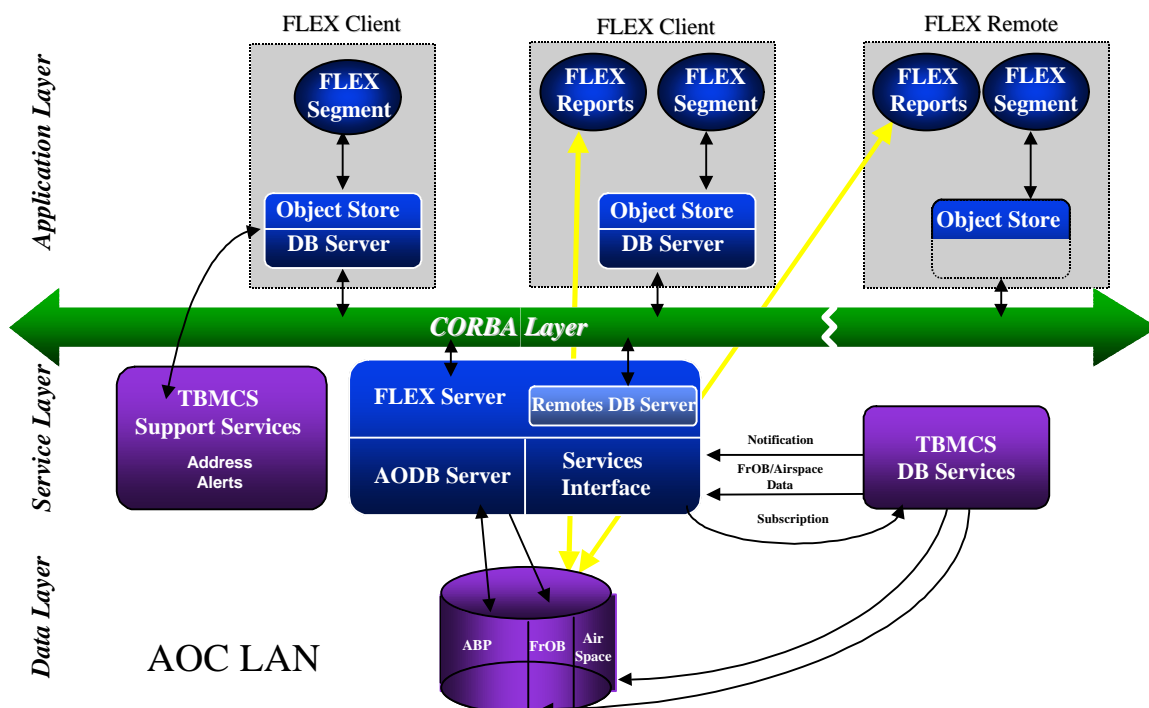 FLEX Client
FLEX Client
FLEX Remote
Application Layer
FLEX
Segment
FLEX
Reports
FLEX
Segment
FLEX
Reports
FLEX
Segment
Object Store
DB Server
Object Store
DB Server
Object Store
CORBA Layer
Service Layer
TBMCS
Support Services
Address
Alerts
FLEX Server
Remotes DB Server
AODB Server
Services
Interface
Notification
FrOB/Airspace
Data
Subscription
TBMCS
DB Services
Data Layer
AOC LAN
ABP
FrOB
Air
Space